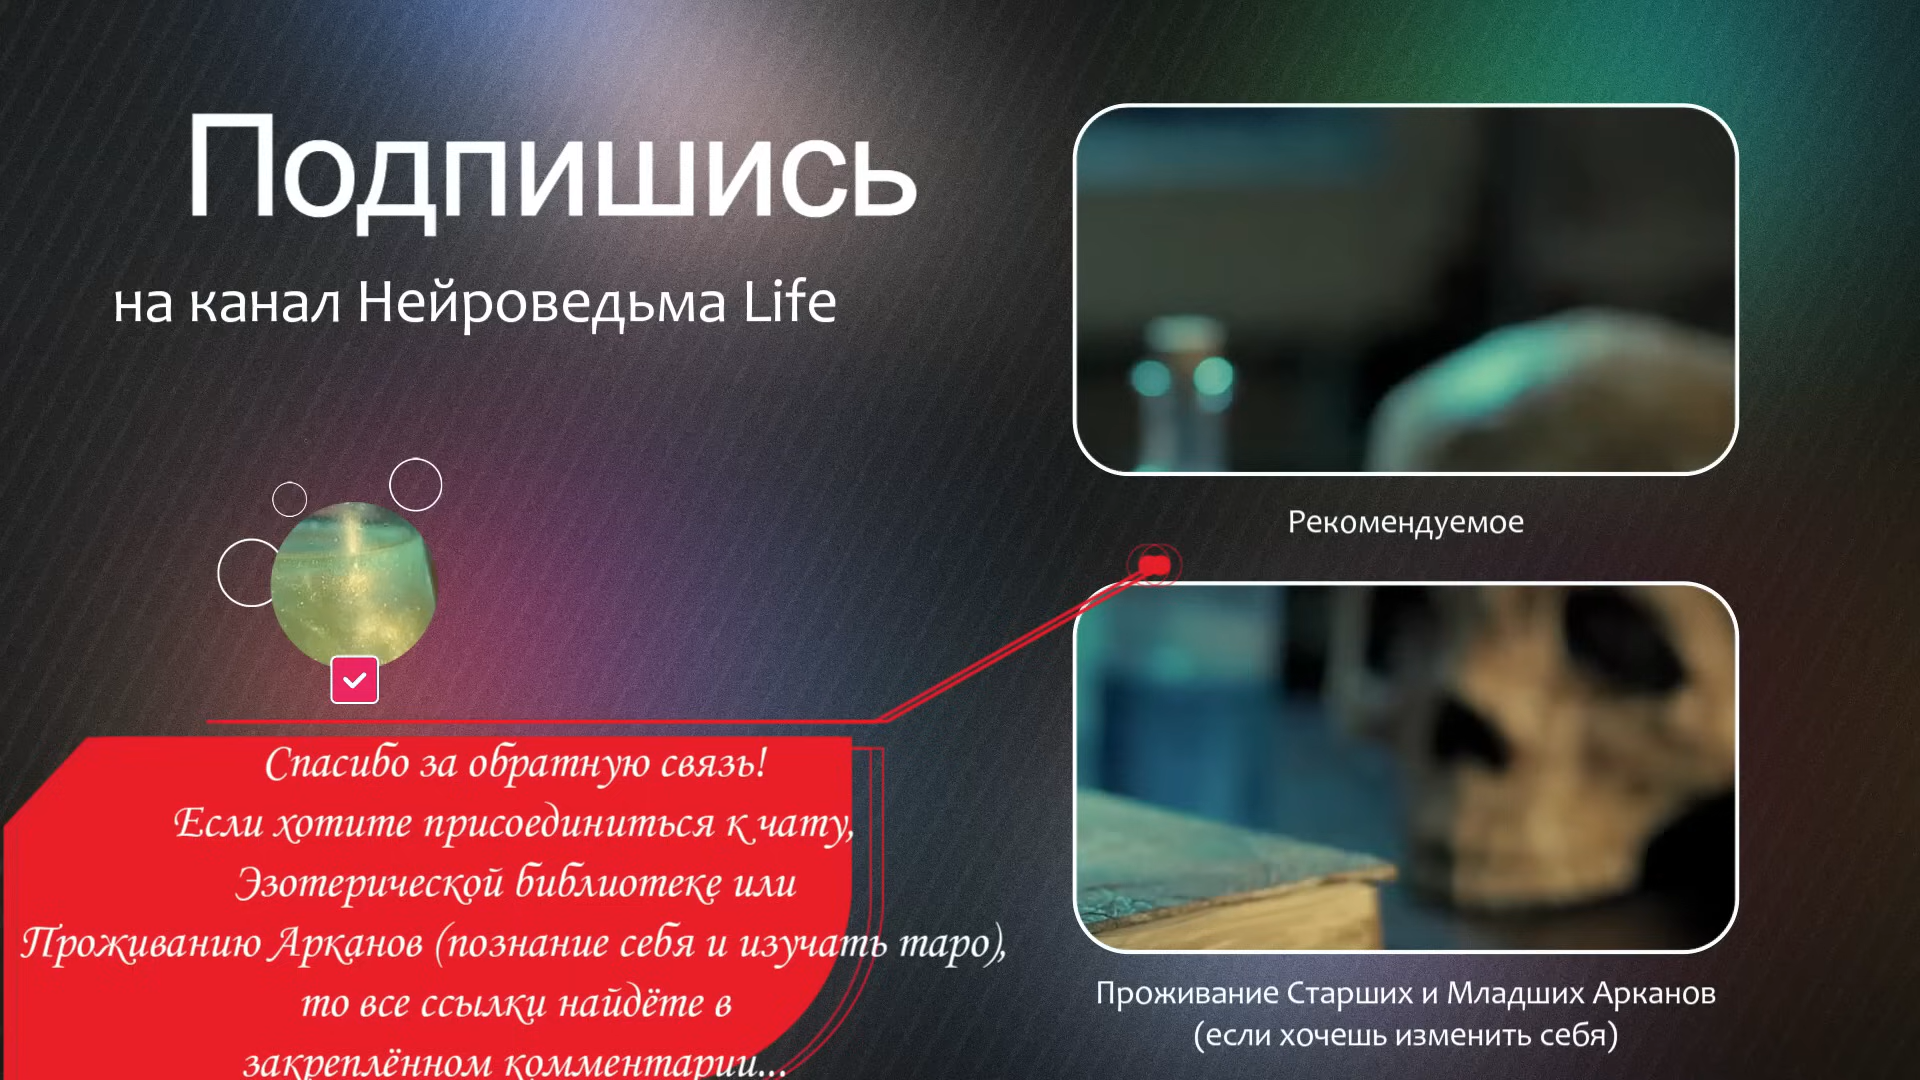 Подпишись
на канал Нейроведьма Life
Рекомендуемое
Спасибо за обратную связь!
Если хотите присоединиться к чату,
Эзотерической библиотеке или
Проживанию Арканов (познание себя и изучать таро),
то все ссылки найдёте в
закреплённом комментарии...
Проживание Старших и Младших Арканов
(если хочешь изменить себя)